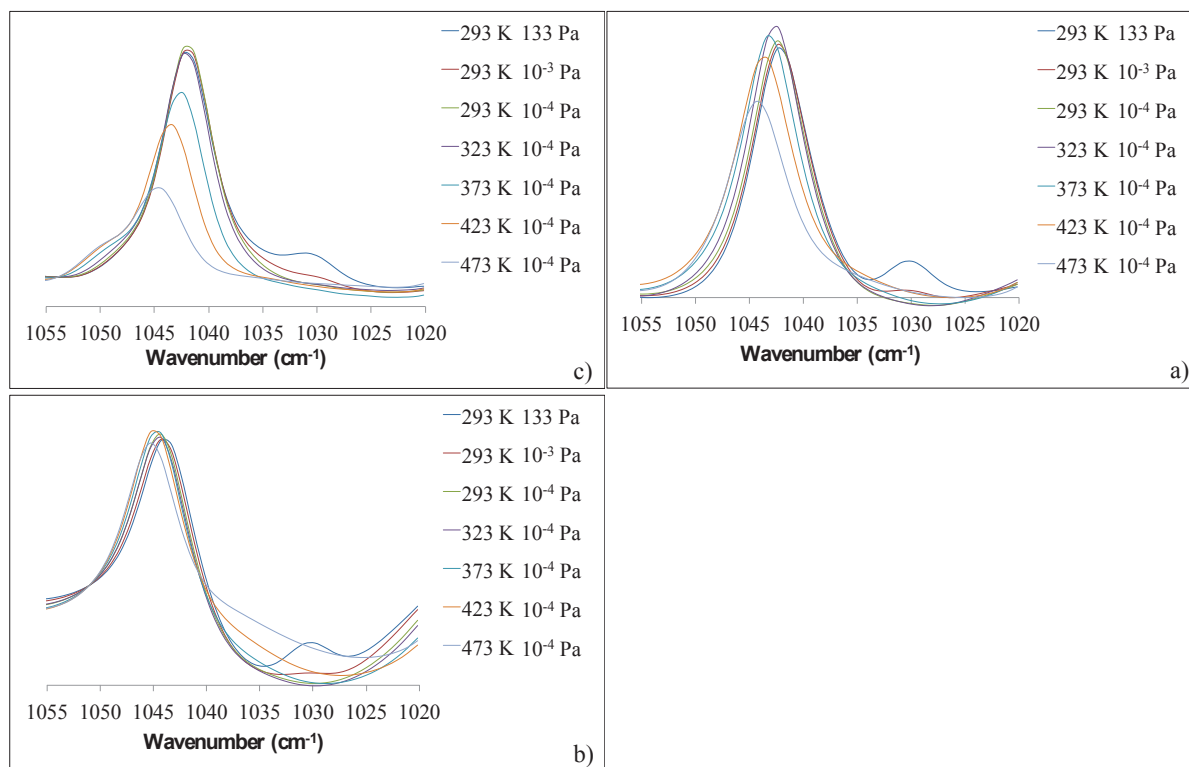 293 K 133 Pa
293 K 10⁻³ Pa
293 K 10⁻⁴ Pa
323 K 10⁻⁴ Pa
373 K 10⁻⁴ Pa
423 K 10⁻⁴ Pa
473 K 10⁻⁴ Pa
1055 1050 1045 1040 1035 1030 1025 1020
Wavenumber (cm⁻¹)
c)
293 K 133 Pa
293 K 10⁻³ Pa
293 K 10⁻⁴ Pa
323 K 10⁻⁴ Pa
373 K 10⁻⁴ Pa
423 K 10⁻⁴ Pa
473 K 10⁻⁴ Pa
1055 1050 1045 1040 1035 1030 1025 1020
Wavenumber (cm⁻¹)
a)
293 K 133 Pa
293 K 10⁻³ Pa
293 K 10⁻⁴ Pa
323 K 10⁻⁴ Pa
373 K 10⁻⁴ Pa
423 K 10⁻⁴ Pa
473 K 10⁻⁴ Pa
1055 1050 1045 1040 1035 1030 1025 1020
Wavenumber (cm⁻¹)
b)